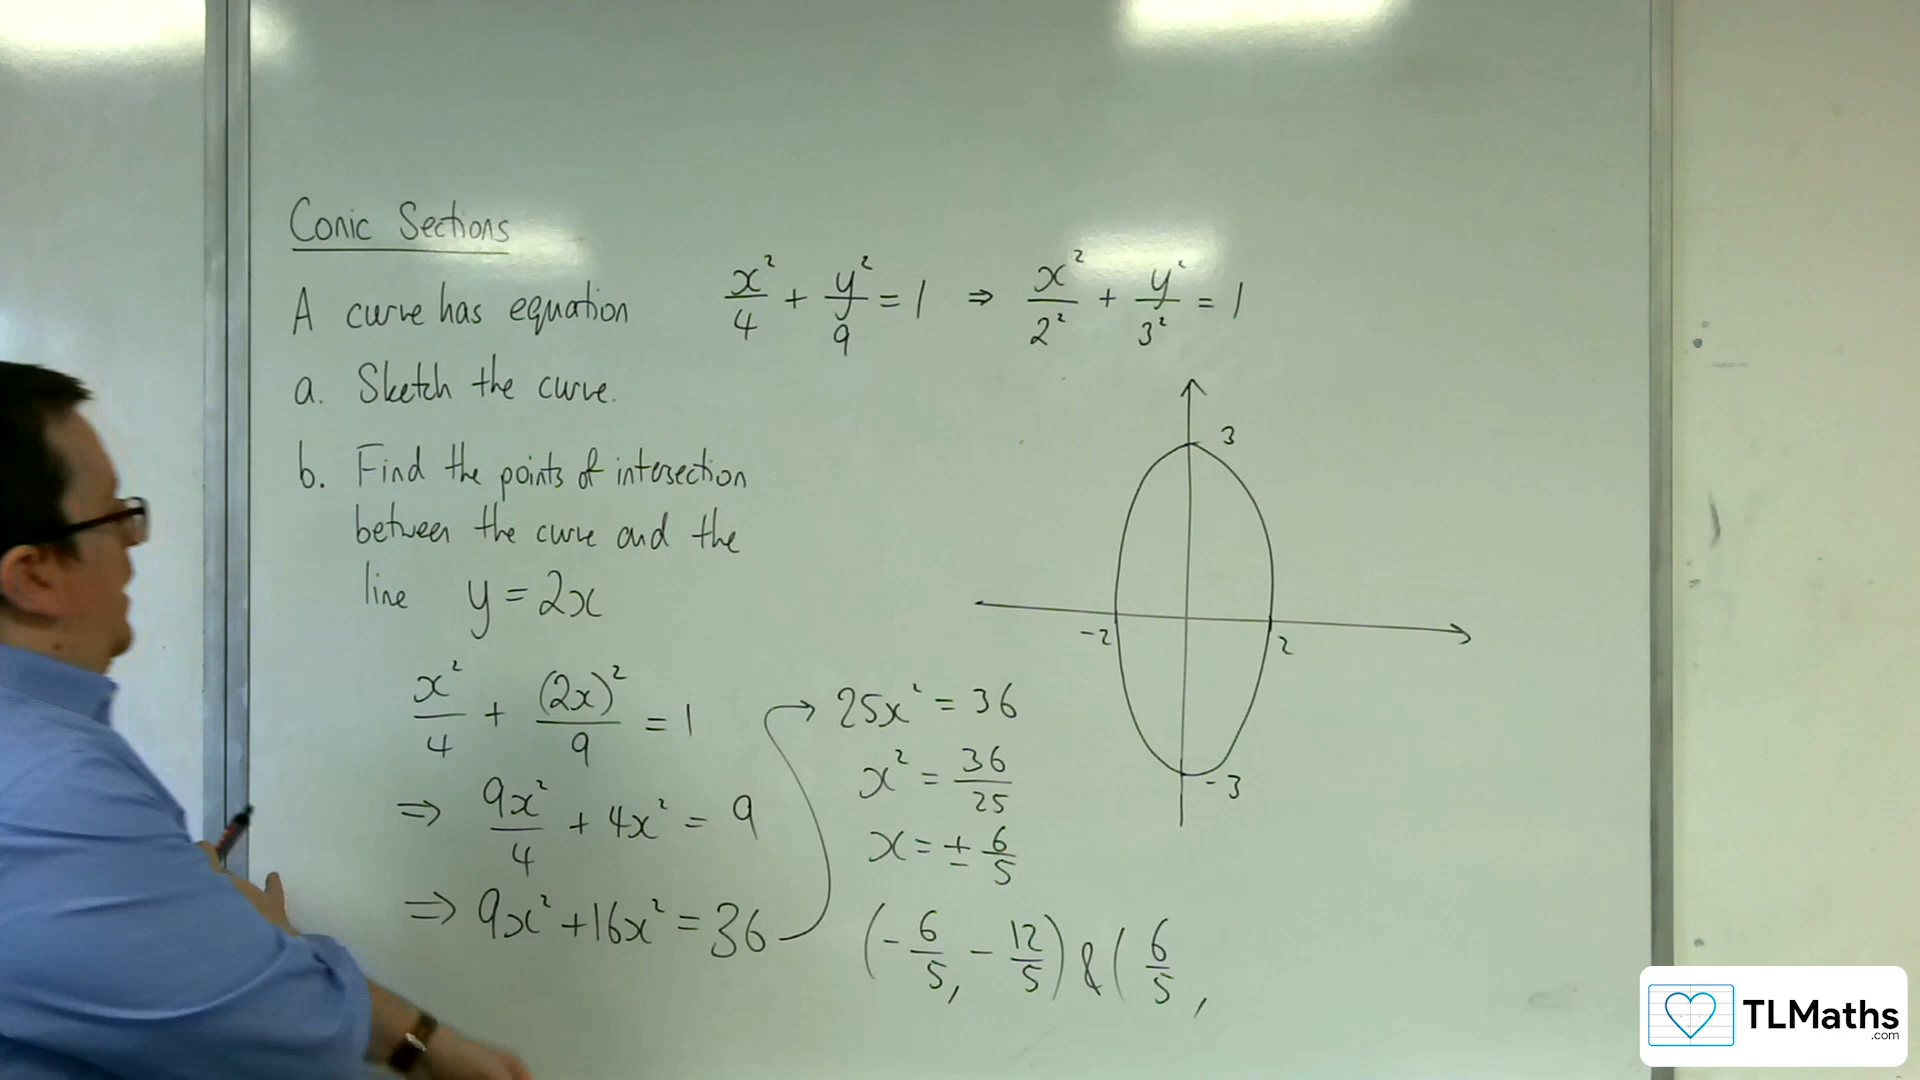 Conic Sections
A curve has equation x²/4 + y²/9 = 1 ⇒ x²/2² + y²/3² = 1
a. Sketch the curve.
b. Find the points of intersection
between the curve and the
line y = 2x
x²/4 + (2x)²/9 = 1
⇒ 9x²/4 + 4x² = 9
⇒ 9x² + 16x² = 36
25x² = 36
x² = 36/25
x = ± 6/5
(-6/5, -12/5) & (6/5,
3
-2
2
-3
TLMaths
.com